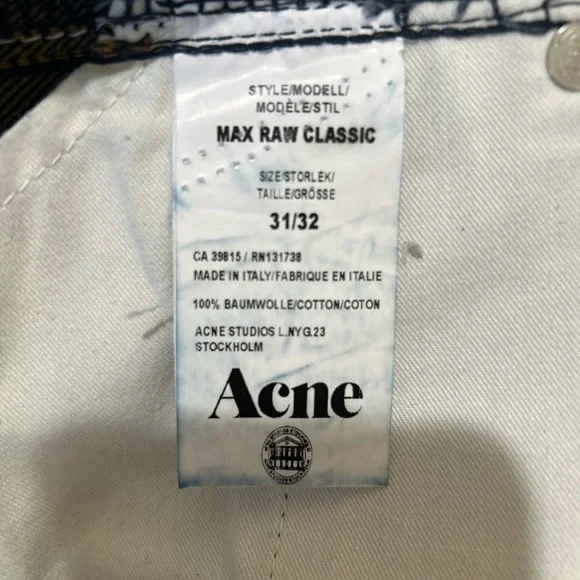 STYLE/MODELL/
MODÈLE/STIL
MAX RAW CLASSIC
SIZE/STORLEK/
TAILLE/GRÖSSE
31/32
CA 39815 / RN131738
MADE IN ITALY/FABRIQUE EN ITALIE
100% BAUMWOLLE/COTTON/COTON
ACNE STUDIOS L.NYG.23
STOCKHOLM
Acne